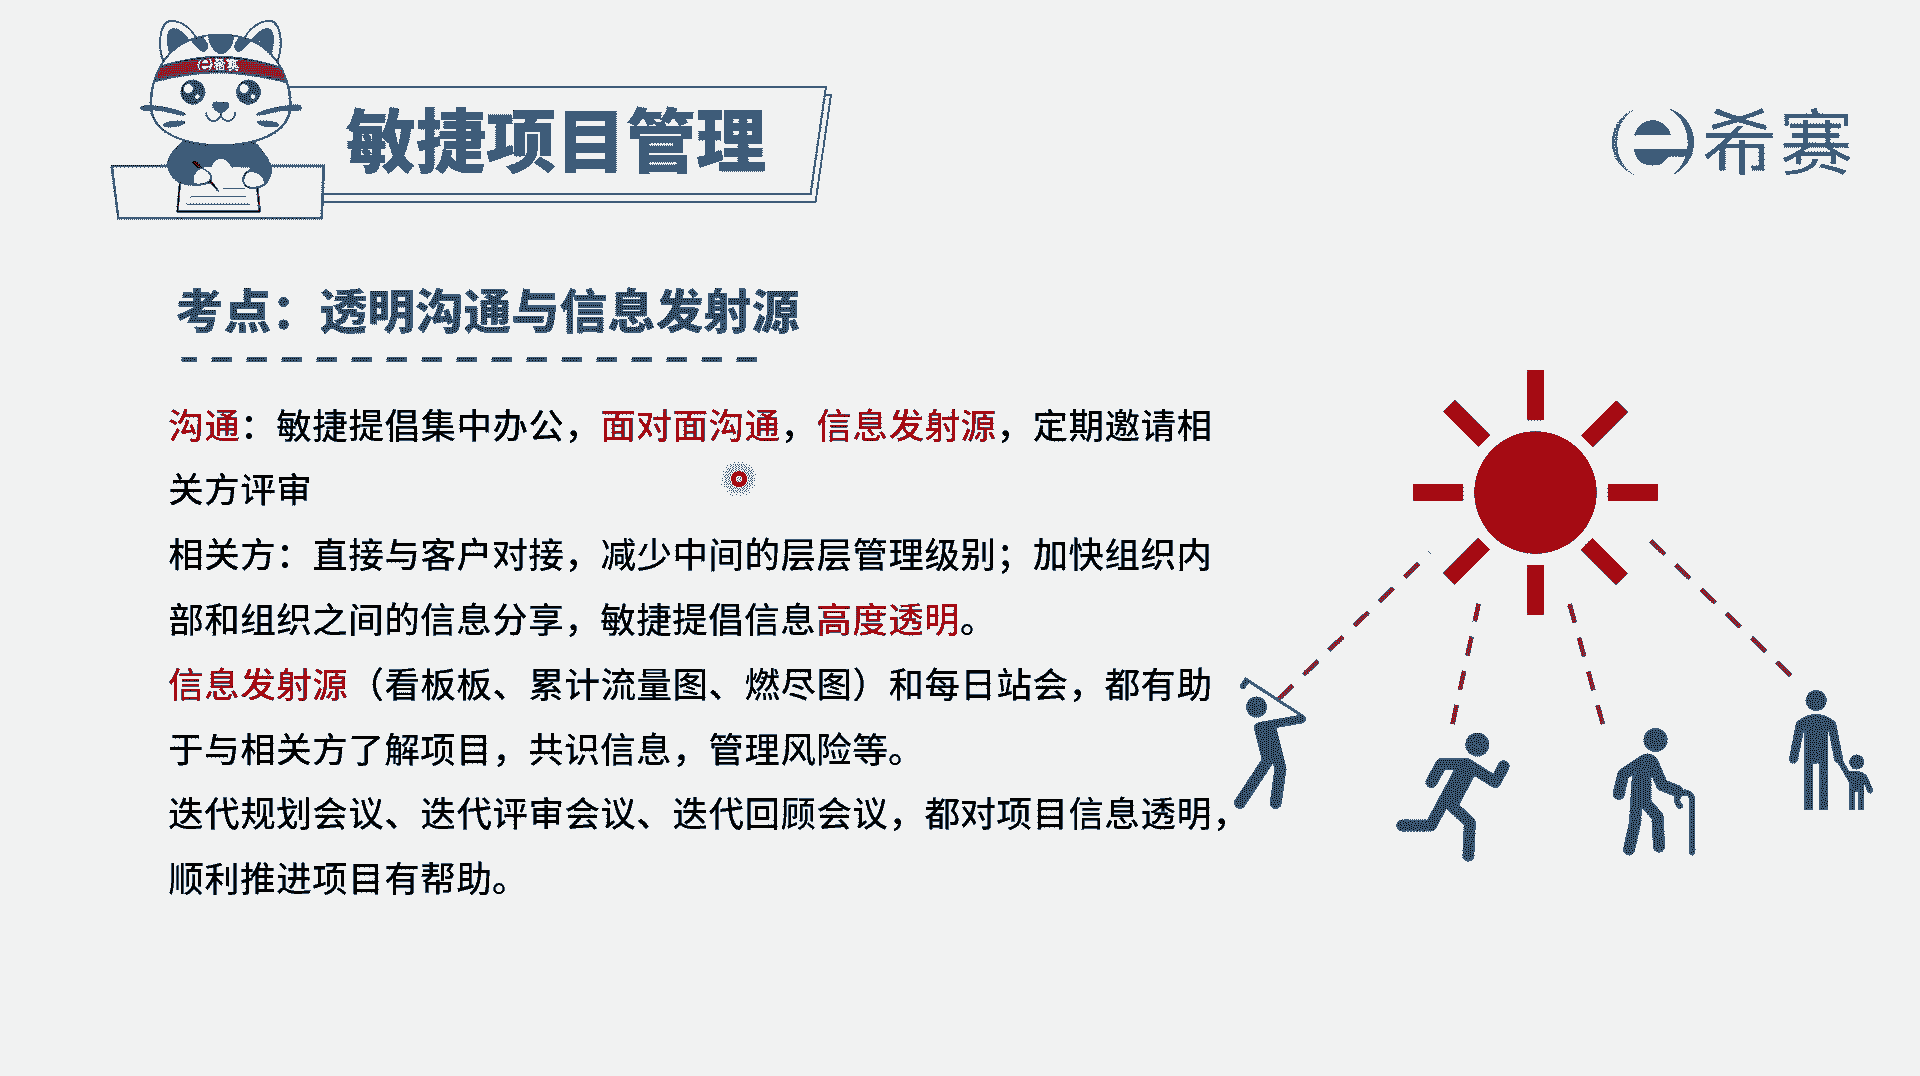 e希赛
敏捷项目管理
e希赛
考点：透明沟通与信息发射源
沟通：敏捷提倡集中办公，面对面沟通，信息发射源，定期邀请相
关方评审
相关方：直接与客户对接，减少中间的层层管理级别；加快组织内
部和组织之间的信息分享，敏捷提倡信息高度透明。
信息发射源（看板板、累计流量图、燃尽图）和每日站会，都有助
于与相关方了解项目，共识信息，管理风险等。
迭代规划会议、迭代评审会议、迭代回顾会议，都对项目信息透明，
顺利推进项目有帮助。